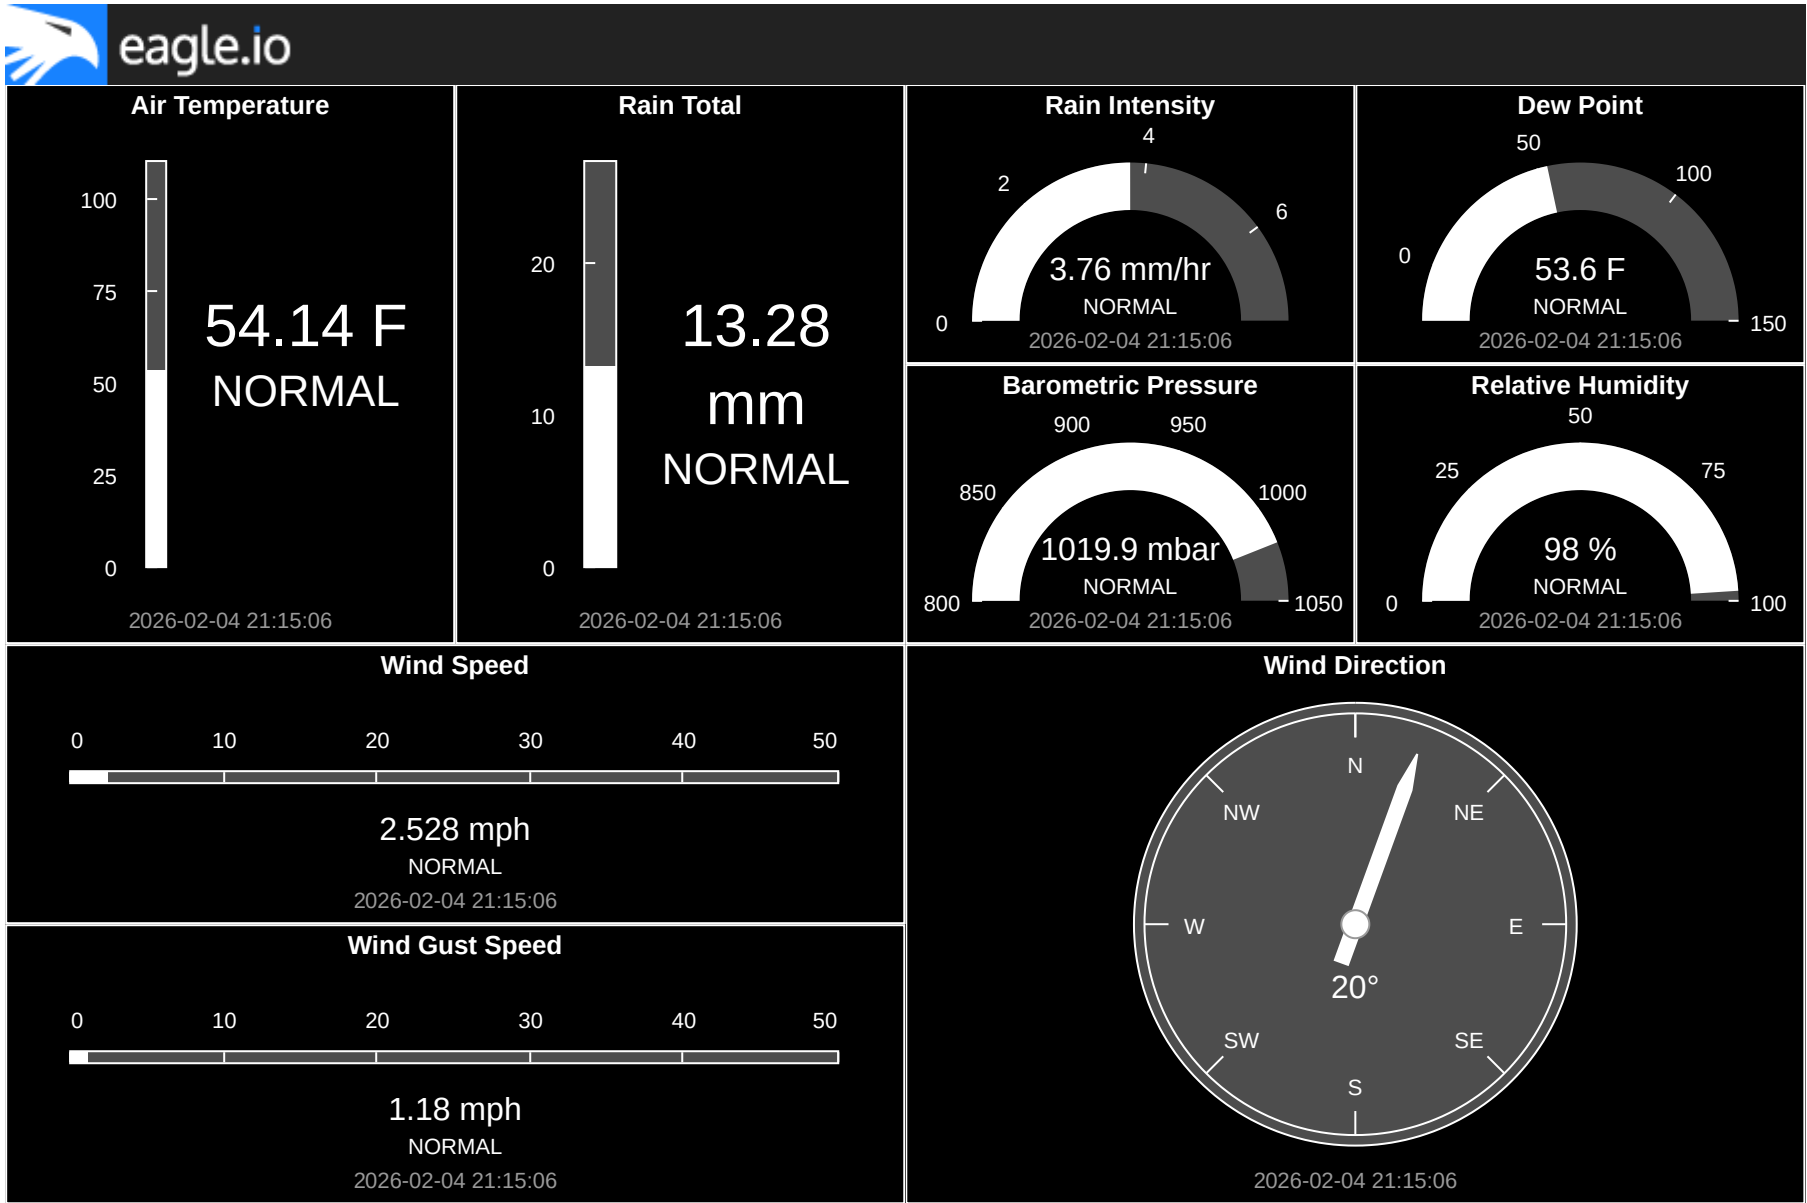 eagle.io
Air Temperature
100
75
50
25
0
54.14 F
NORMAL
2026-02-04 21:15:06
Rain Total
20
10
0
13.28
mm
NORMAL
2026-02-04 21:15:06
Rain Intensity
0
2
4
6
3.76 mm/hr
NORMAL
2026-02-04 21:15:06
Dew Point
0
50
100
150
53.6 F
NORMAL
2026-02-04 21:15:06
Barometric Pressure
800
850
900
950
1000
1050
1019.9 mbar
NORMAL
2026-02-04 21:15:06
Relative Humidity
0
25
50
75
100
98 %
NORMAL
2026-02-04 21:15:06
Wind Speed
0 10 20 30 40 50
2.528 mph
NORMAL
2026-02-04 21:15:06
Wind Gust Speed
0 10 20 30 40 50
1.18 mph
NORMAL
2026-02-04 21:15:06
Wind Direction
N
NW NE
W E
20°
SW SE
S
2026-02-04 21:15:06